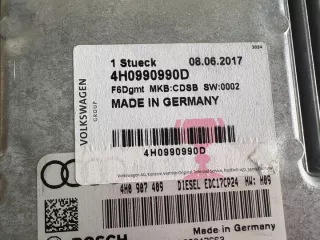 1 Stueck 08.06.2017
4H0990990D
F6Dgmt MKB:CDSB SW:0002
MADE IN GERMANY
VOLKSWAGEN
GROUP
4H0990990D
4H0 907 409 DIESEL EDC17CP24 HW: H09
Made in Germany
BOSCH